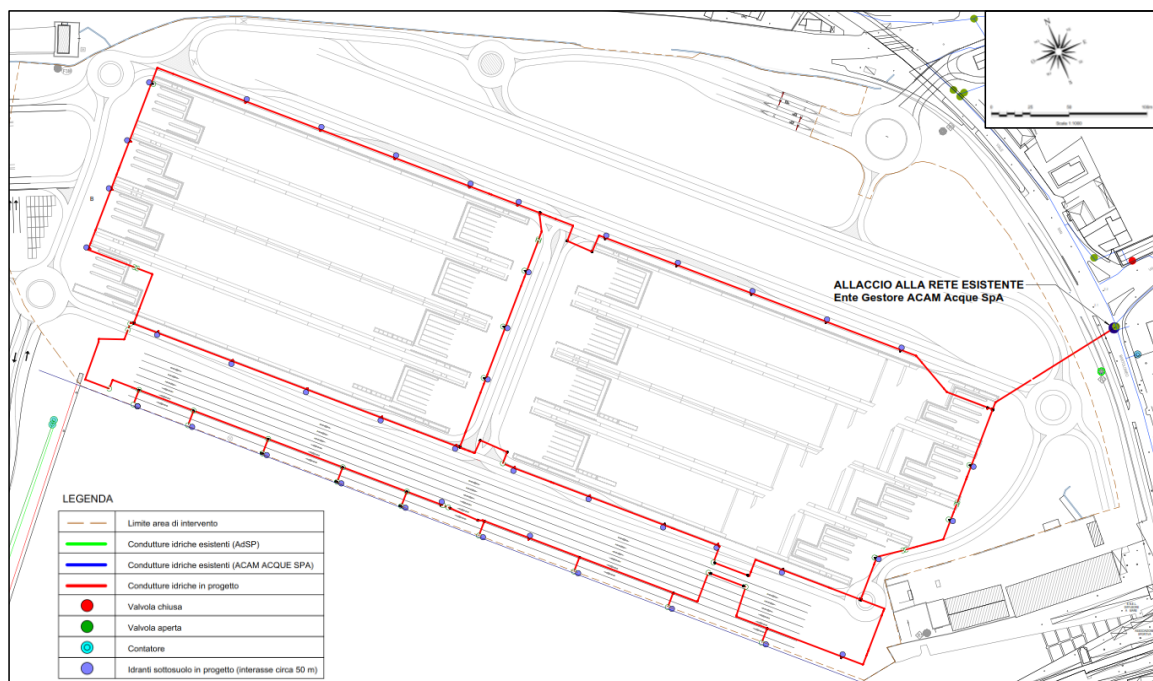 ALLACCIO ALLA RETE ESISTENTE
Ente Gestore ACAM Acque SpA
LEGENDA
Limite area di intervento
Condutture idriche esistenti (AdSP)
Condutture idriche esistenti (ACAM ACQUE SPA)
Condutture idriche in progetto
Valvola chiusa
Valvola aperta
Contatore
Idranti sottosuolo in progetto (interasse circa 50 m)